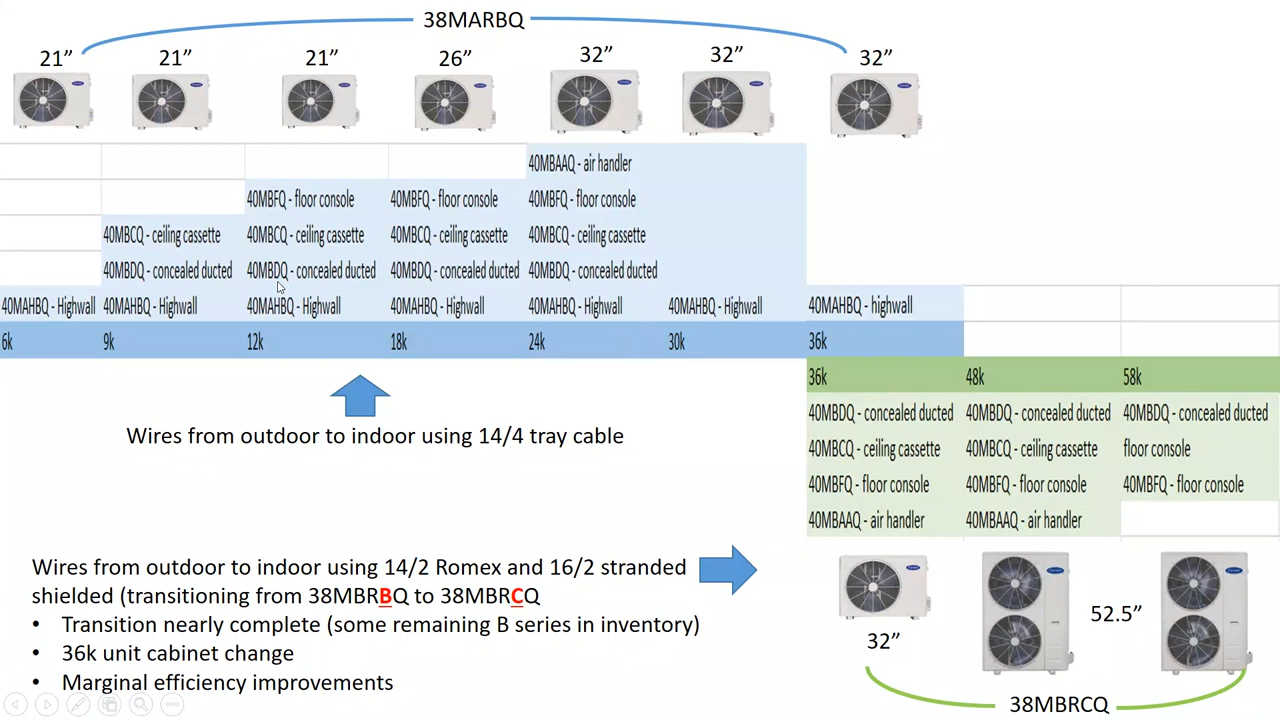 38MARBQ
21” 21” 21” 26” 32” 32” 32”
40MBAAQ - air handler
40MBFQ - floor console 40MBFQ - floor console 40MBFQ - floor console
40MBCQ - ceiling cassette 40MBCQ - ceiling cassette 40MBCQ - ceiling cassette 40MBCQ - ceiling cassette
40MBDQ - concealed ducted 40MBDQ - concealed ducted 40MBDQ - concealed ducted 40MBDQ - concealed ducted
40MAHBQ - Highwall 40MAHBQ - Highwall 40MAHBQ - Highwall 40MAHBQ - Highwall 40MAHBQ - Highwall 40MAHBQ - Highwall 40MAHBQ - highwall
6k 9k 12k 18k 24k 30k 36k
36k 48k 58k
40MBDQ - concealed ducted 40MBDQ - concealed ducted 40MBDQ - concealed ducted
40MBCQ - ceiling cassette 40MBCQ - ceiling cassette floor console
40MBFQ - floor console 40MBFQ - floor console 40MBFQ - floor console
40MBAAQ - air handler 40MBAAQ - air handler
Wires from outdoor to indoor using 14/4 tray cable
Wires from outdoor to indoor using 14/2 Romex and 16/2 stranded
shielded (transitioning from 38MBRBQ to 38MBRCQ
• Transition nearly complete (some remaining B series in inventory)
• 36k unit cabinet change
• Marginal efficiency improvements
32”
52.5”
38MBRCQ